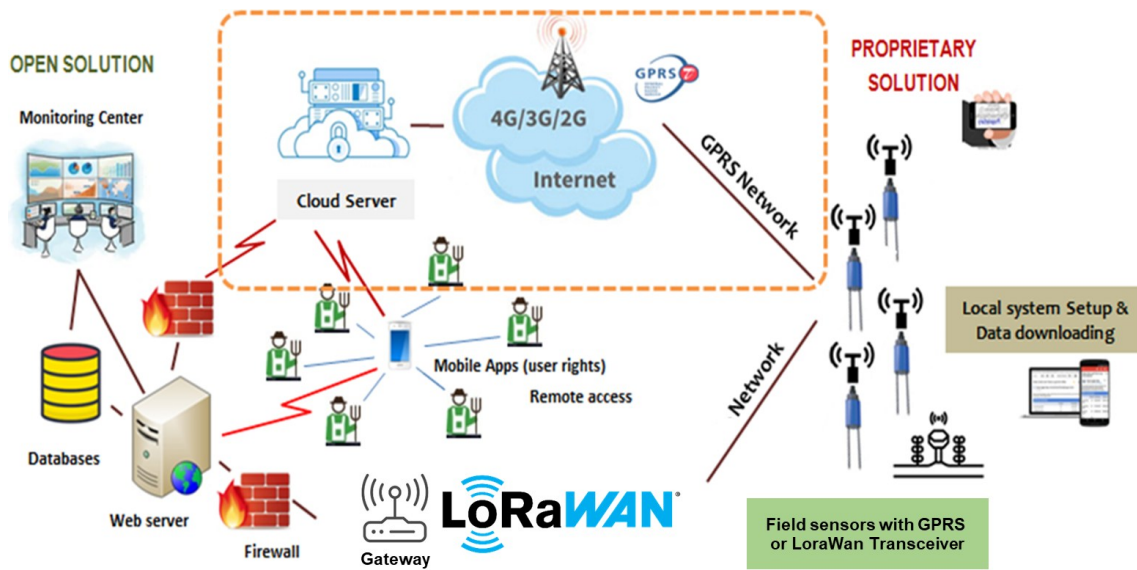 OPEN SOLUTION
Monitoring Center
Cloud Server
4G/3G/2G
Internet
GPRS
GPRS Network
PROPRIETARY
SOLUTION
Local system Setup &
Data downloading
Mobile Apps (user rights)
Remote access
Network
Databases
Web server
Firewall
Gateway
LoRaWAN®
Field sensors with GPRS
or LoraWan Transceiver